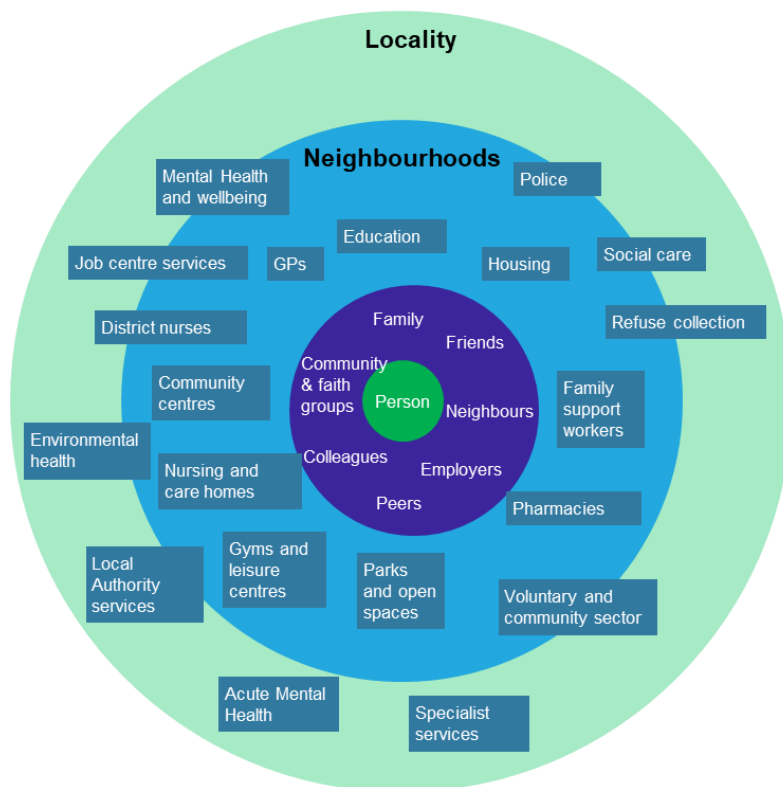 Locality
Neighbourhoods
Mental Health
and wellbeing
Police
Education
Job centre services
GPs
Housing
Social care
District nurses
Refuse collection
Family
Friends
Community
& faith
groups
Person
Neighbours
Community
centres
Family
support
workers
Environmental
health
Nursing and
care homes
Colleagues
Employers
Peers
Pharmacies
Local
Authority
services
Gyms and
leisure
centres
Parks
and open
spaces
Voluntary and
community sector
Acute Mental
Health
Specialist
services